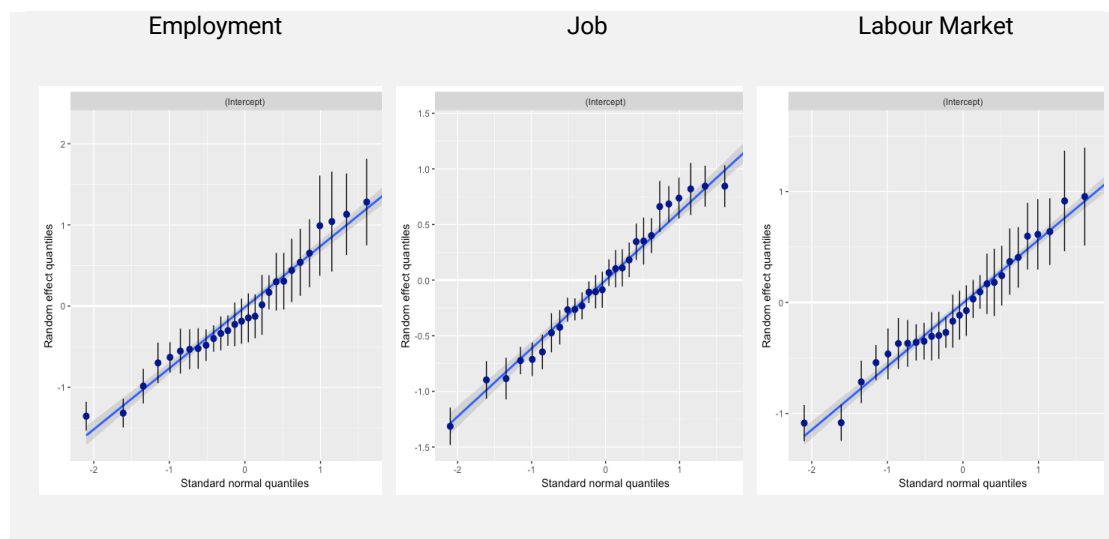 Employment
Job
Labour Market
(Intercept)
(Intercept)
(Intercept)
Random effect quantiles
2
1
0
-1
-2
-1
0
1
Standard normal quantiles
Random effect quantiles
1.5
1.0
0.5
0.0
-0.5
-1.0
-1.5
-2
-1
0
1
Standard normal quantiles
Random effect quantiles
1
0
-1
-2
-1
0
1
Standard normal quantiles